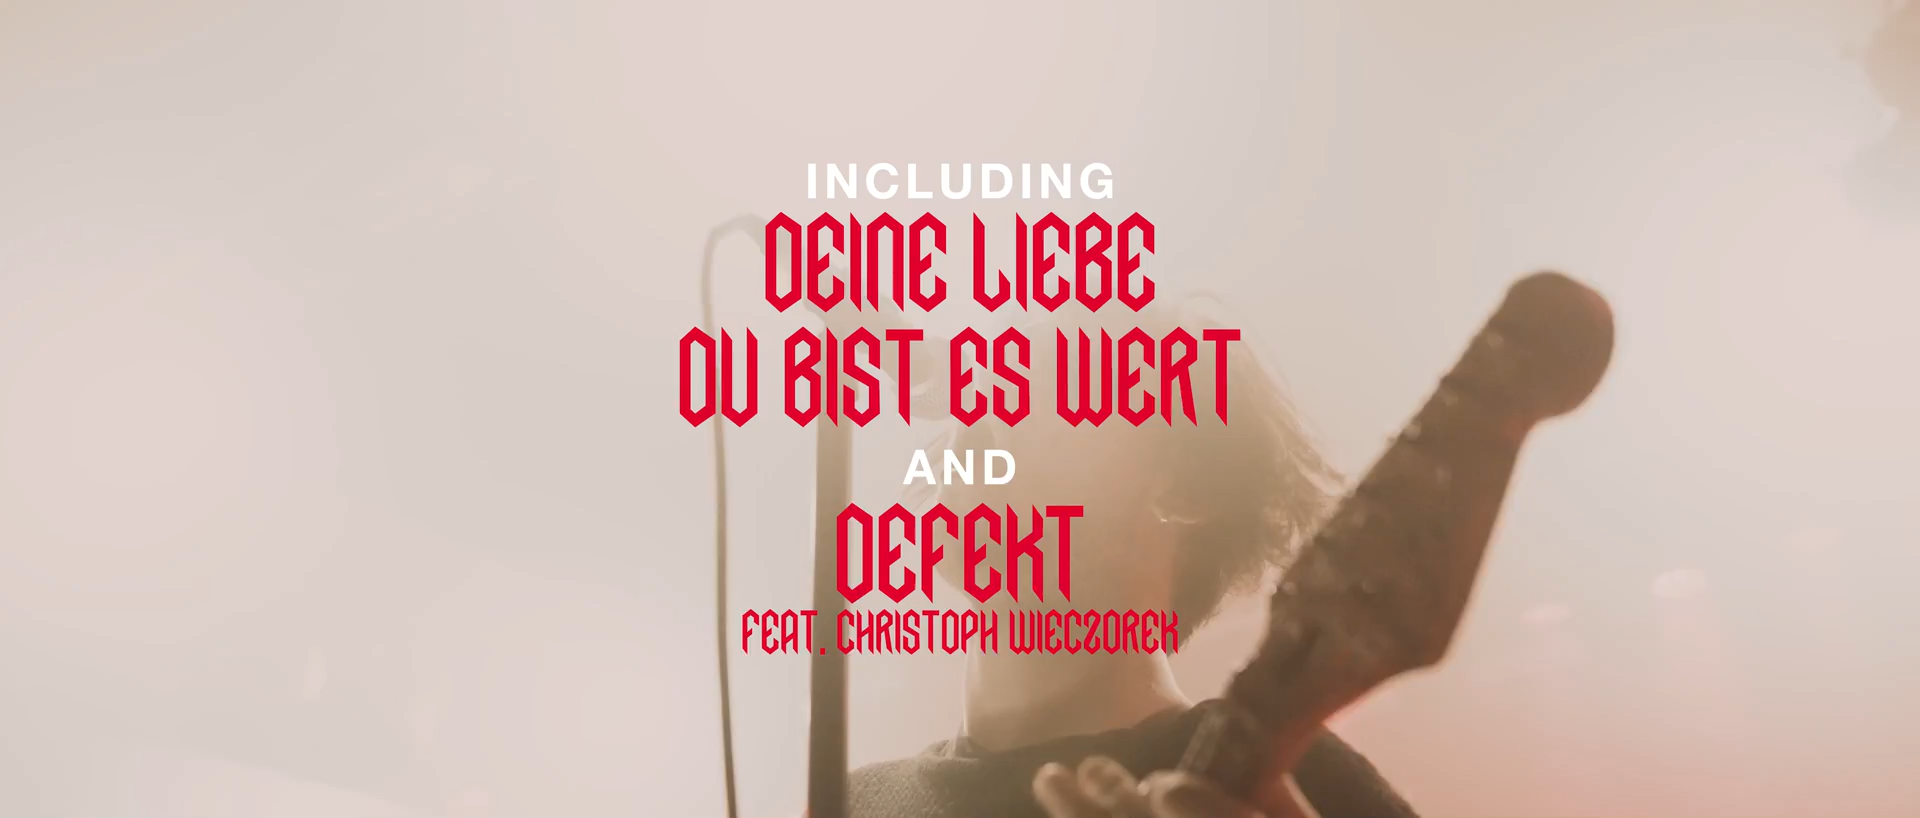 INCLUDING
DEINE LIEBE
DU BIST ES WERT
AND
DEFEKT
FEAT. CHRISTOPH WIECZOREK